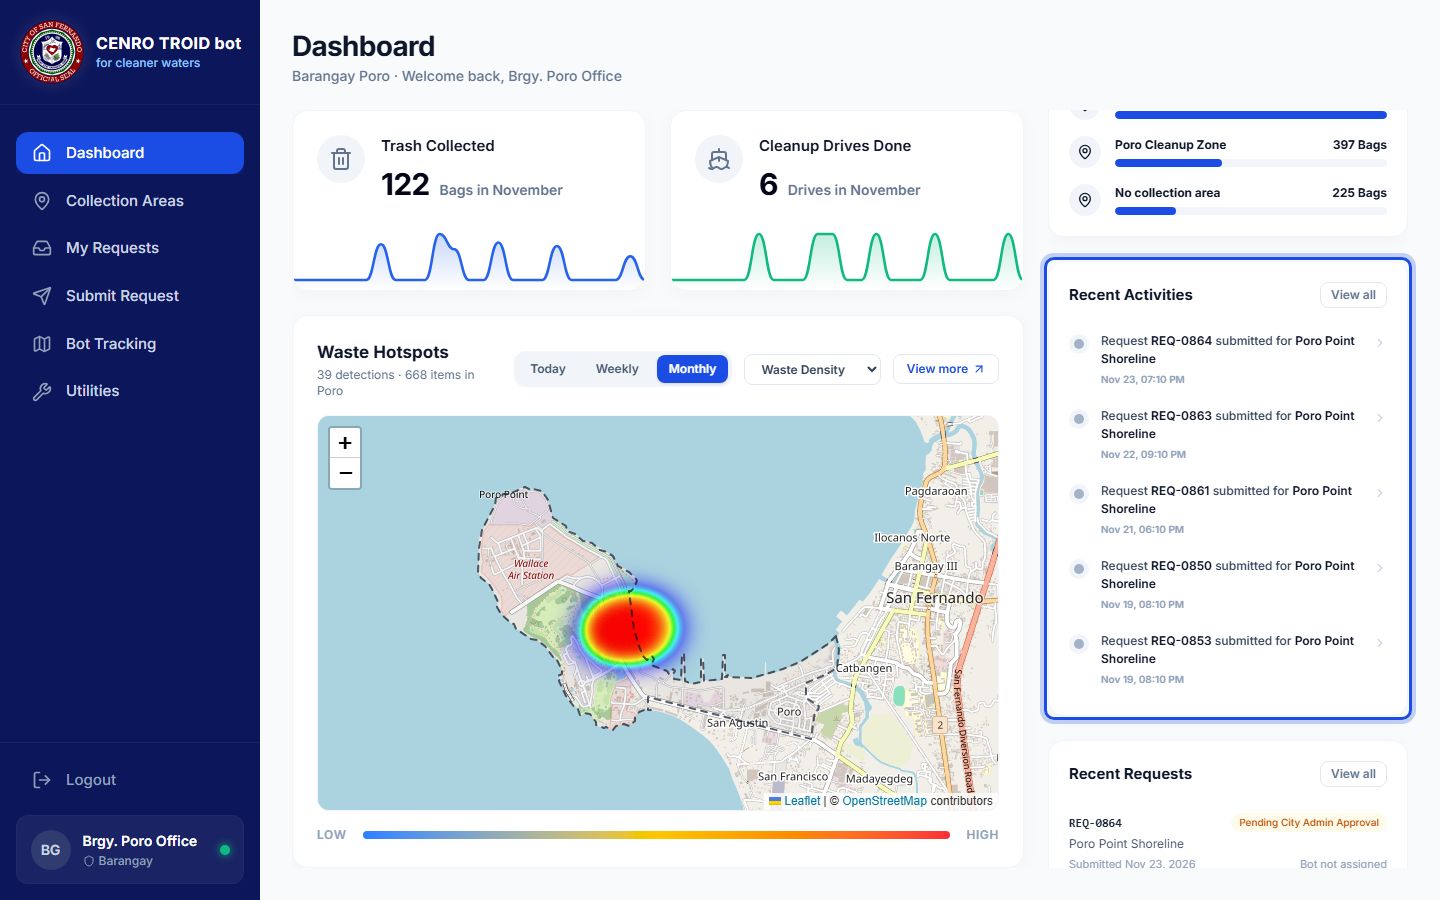 CITY OF SAN FERNANDO
OFFICIAL SEAL
CENRO TROID bot
for cleaner waters
Dashboard
Collection Areas
My Requests
Submit Request
Bot Tracking
Utilities
Logout
BG
Brgy. Poro Office
Barangay
Dashboard
Barangay Poro · Welcome back, Brgy. Poro Office
Trash Collected
122 Bags in November
Cleanup Drives Done
6 Drives in November
Waste Hotspots
39 detections · 668 items in
Poro
Today
Weekly
Monthly
Waste Density
View more
+
−
Poro Point
Wallace
Air Station
Pagdaraoan
Ilocanos Norte
Barangay III
San Fernando
Catbangen
Poro
San Agustin
San Francisco
Madayegdeg
2
San Fernando Diversion Road
Leaflet | © OpenStreetMap contributors
LOW
HIGH
Poro Cleanup Zone 397 Bags
No collection area 225 Bags
Recent Activities
View all
Request REQ-0864 submitted for Poro Point
Shoreline
Nov 23, 07:10 PM
Request REQ-0863 submitted for Poro Point
Shoreline
Nov 22, 09:10 PM
Request REQ-0861 submitted for Poro Point
Shoreline
Nov 21, 06:10 PM
Request REQ-0850 submitted for Poro Point
Shoreline
Nov 19, 08:10 PM
Request REQ-0853 submitted for Poro Point
Shoreline
Nov 19, 08:10 PM
Recent Requests
View all
REQ-0864
Pending City Admin Approval
Poro Point Shoreline
Submitted Nov 23, 2026
Bot not assigned